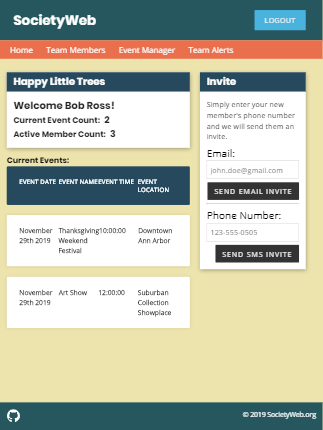 SocietyWeb
LOGOUT
Home Team Members Event Manager Team Alerts
Happy Little Trees
Welcome Bob Ross!
Current Event Count: 2
Active Member Count: 3
Current Events:
EVENT DATE EVENT NAME EVENT TIME EVENT
LOCATION
November Thanksgiving 10:00:00 Downtown
29th 2019 Weekend Ann Arbor
Festival
November Art Show 12:00:00 Suburban
29th 2019 Collection
Showplace
Invite
Simply enter your new
member's phone number
and we will send them an
invite.
Email:
john.doe@gmail.com
SEND EMAIL INVITE
Phone Number:
123-555-0505
SEND SMS INVITE
© 2019 SocietyWeb.org